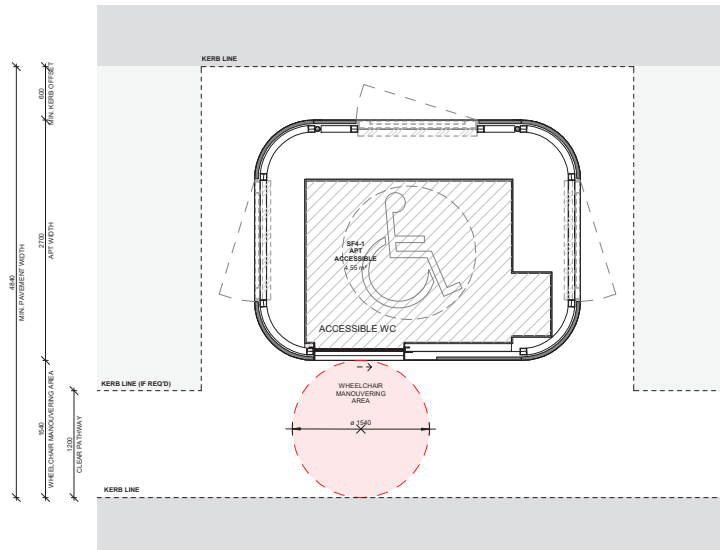 KERB LINE
600
MIN. KERB OFFSET
2700
APT WIDTH
4840
MIN. PAVEMENT WIDTH
SF4-1
APT
ACCESSIBLE
4.55 m²
ACCESSIBLE WC
KERB LINE (IF REQ'D)
WHEELCHAIR
MANOUVERING
AREA
ø 1540
1540
WHEELCHAIR MANOUVERING AREA
1200
CLEAR PATHWAY
KERB LINE